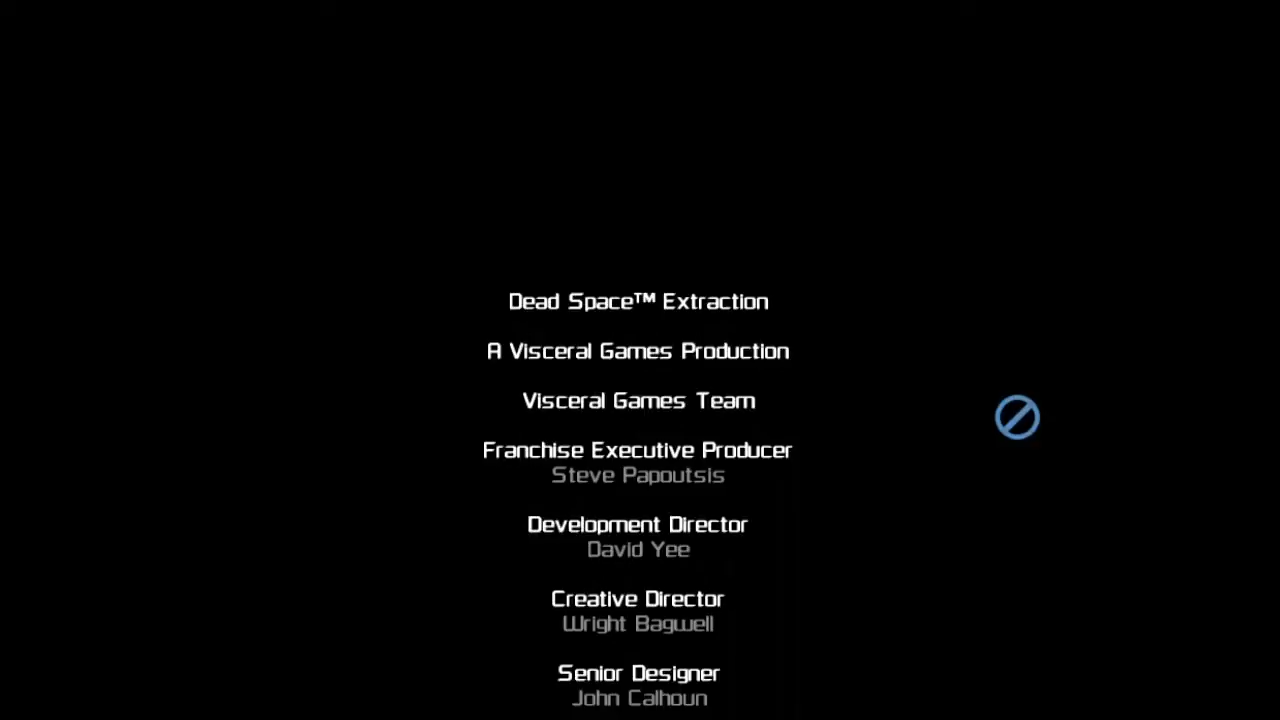 Dead Space™ Extraction
A Visceral Games Production
Visceral Games Team
Franchise Executive Producer
Steve Papoutsis
Development Director
David Yee
Creative Director
Wright Bagwell
Senior Designer
John Calhoun